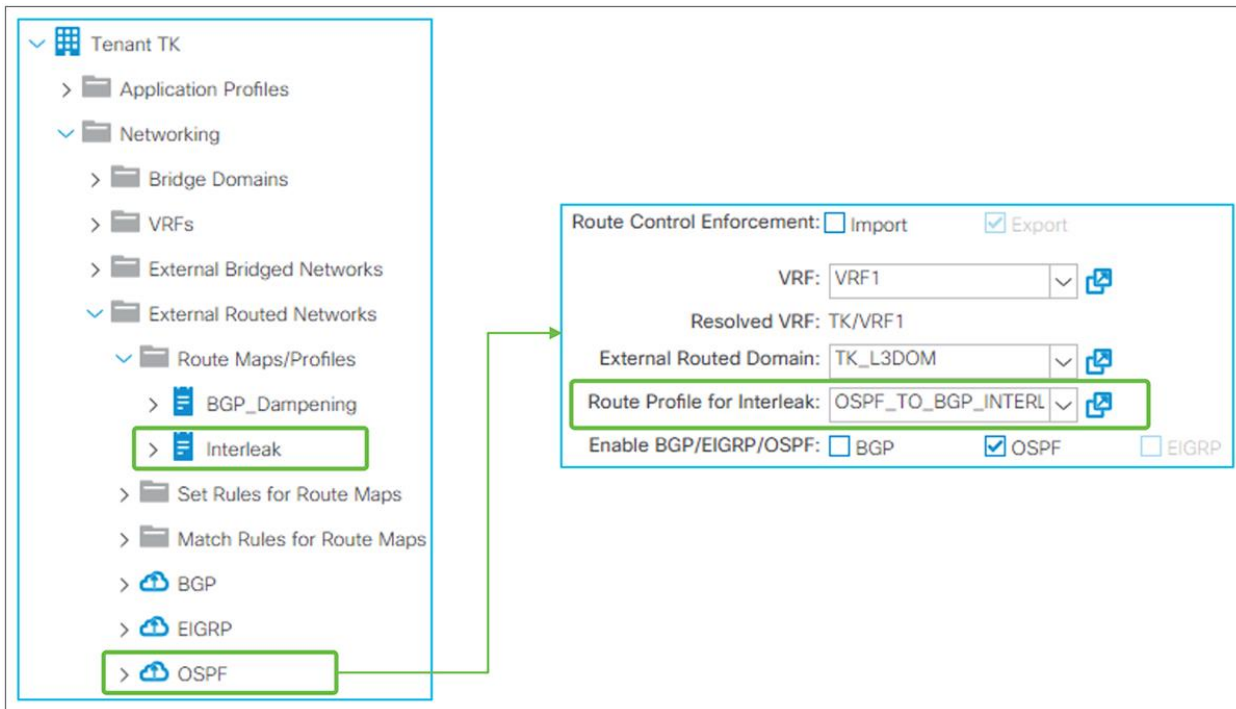 Tenant TK
Application Profiles
Networking
Bridge Domains
VRFs
External Bridged Networks
External Routed Networks
Route Maps/Profiles
BGP_Dampening
Interleak
Set Rules for Route Maps
Match Rules for Route Maps
BGP
EIGRP
OSPF
Route Control Enforcement: Import Export
VRF: VRF1
Resolved VRF: TK/VRF1
External Routed Domain: TK_L3DOM
Route Profile for Interleak: OSPF_TO_BGP_INTERL
Enable BGP/EIGRP/OSPF: BGP OSPF EIGRP